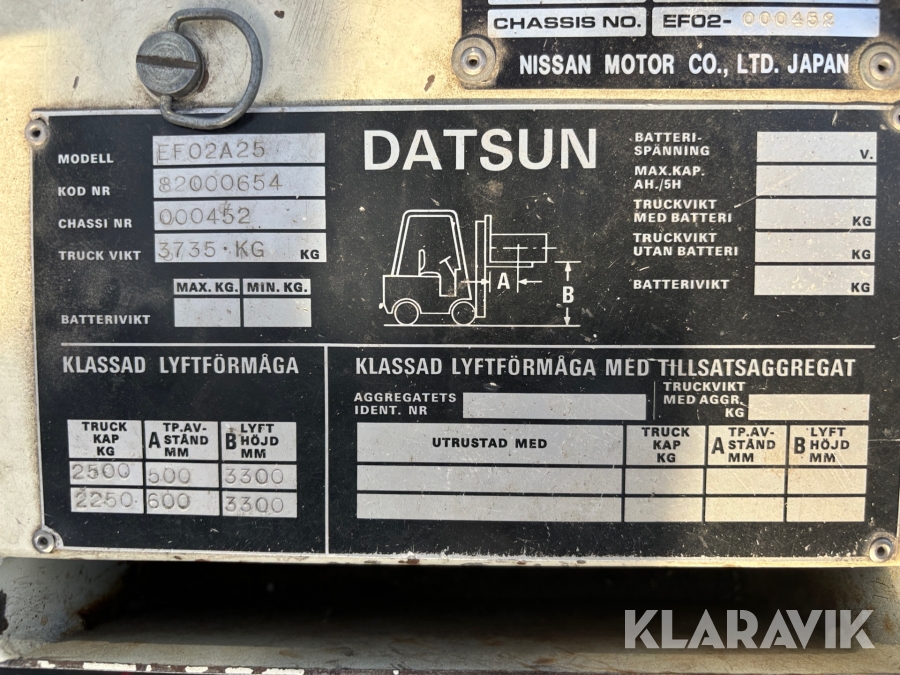 CHASSIS NO. EF02-000452
NISSAN MOTOR CO., LTD. JAPAN
DATSUN
MODELL EF02A25
KOD NR 82000654
CHASSI NR 000452
TRUCK VIKT 3735·KG KG
MAX. KG. MIN. KG.
BATTERIVIKT
A
B
BATTERI-
SPÄNNING V.
MAX.KAP.
AH./5H
TRUCKVIKT
MED BATTERI KG
TRUCKVIKT
UTAN BATTERI KG
BATTERIVIKT KG
KLASSAD LYFTFÖRMÅGA
TRUCK KAP KG A TP.AV-STÅND MM B LYFT HÖJD MM
2500 500 3300
2250 600 3300
KLASSAD LYFTFÖRMÅGA MED TILLSATSAGGREGAT
AGGREGATETS
IDENT. NR
TRUCKVIKT
MED AGGR.
KG
UTRUSTAD MED TRUCK KAP KG A TP.AV-STÅND MM B LYFT HÖJD MM
KLARAVIK